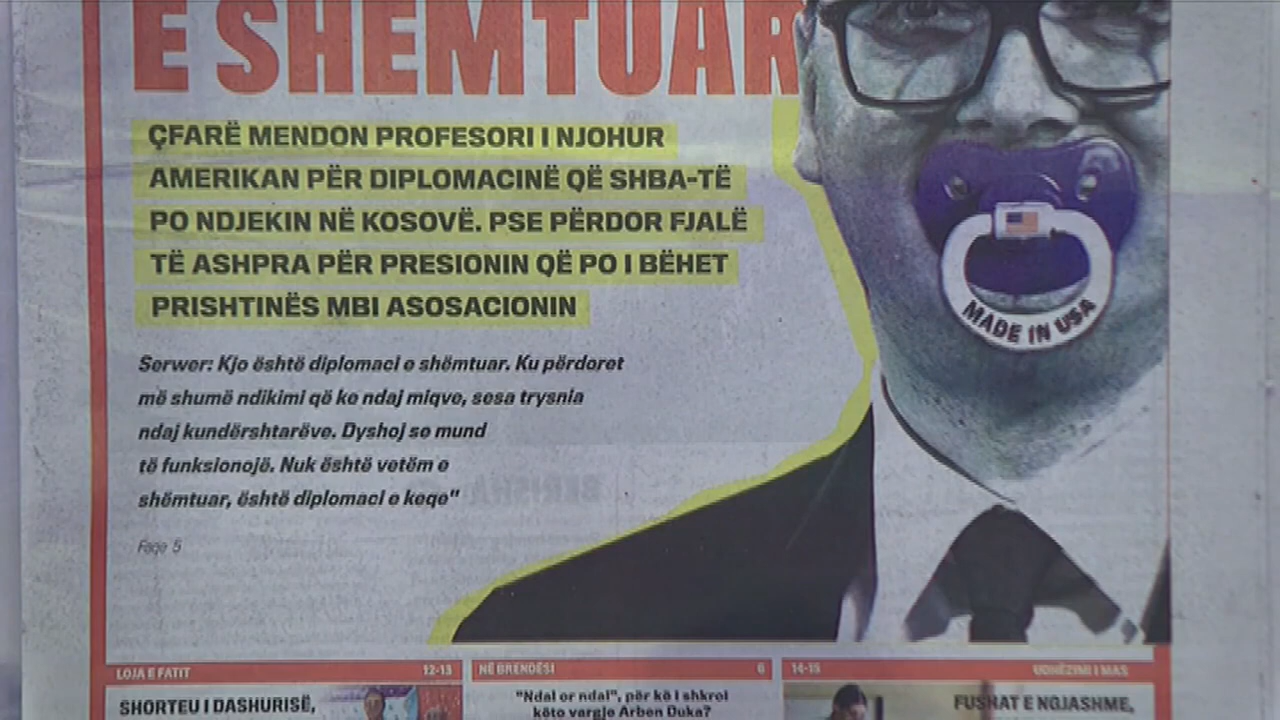 E SHËMTUAR
ÇFARË MENDON PROFESORI I NJOHUR
AMERIKAN PËR DIPLOMACINË QË SHBA-TË
PO NDJEKIN NË KOSOVË. PSE PËRDOR FJALË
TË ASHPRA PËR PRESIONIN QË PO I BËHET
PRISHTINËS MBI ASOSACIONIN
MADE IN USA
Serwer: Kjo është diplomaci e shëmtuar. Ku përdoret
më shumë ndikimi që ke ndaj miqve, sesa trysnia
ndaj kundërshtarëve. Dyshoj se mund
të funksionojë. Nuk është vetëm e
shëmtuar, është diplomaci e keqe"
Faqe 5
LOJA E FATIT 12-13
SHORTEU I DASHURISË,
NË BRENDËSI 6
"Ndal or ndal", për kë i shkroi
këto vargje Arben Duka?
14-15 UDHËZIMI I MAS
FUSHAT E NGJASHME,